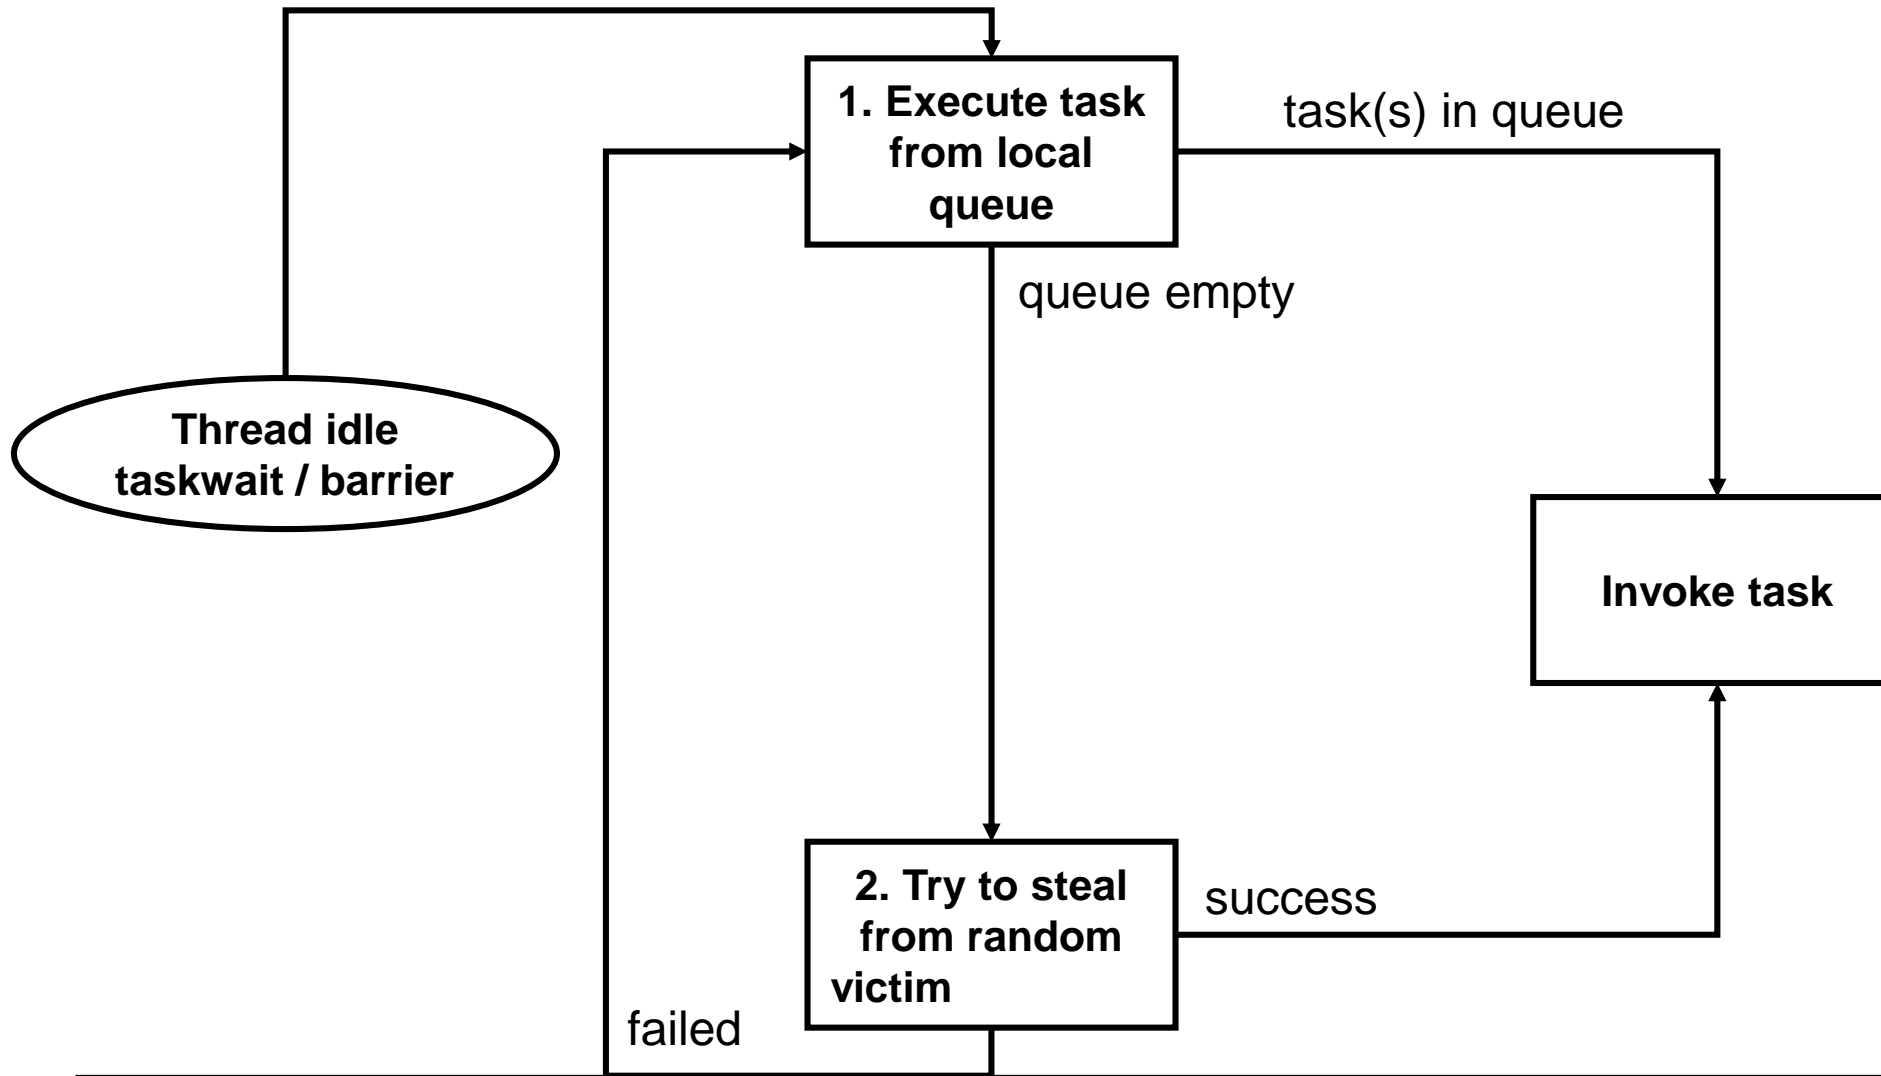 1. Execute task
from local
queue
task(s) in queue
queue empty
Thread idle
taskwait / barrier
Invoke task
2. Try to steal
from random
victim
success
failed